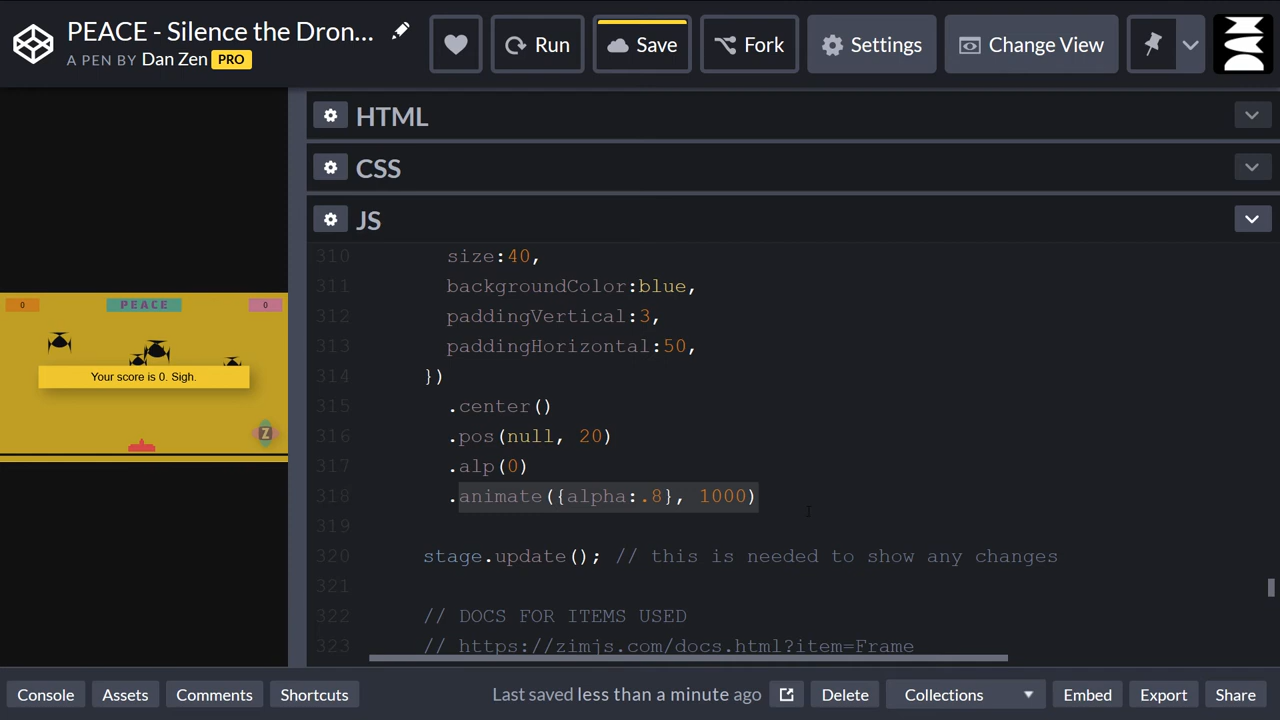 PEACE - Silence the Dron...
A PEN BY Dan Zen PRO
Run
Save
Fork
Settings
Change View
HTML
CSS
JS
310 size:40,
311 backgroundColor:blue,
312 paddingVertical:3,
313 paddingHorizontal:50,
314 })
315 .center()
316 .pos(null, 20)
317 .alp(0)
318 .animate({alpha:.8}, 1000)
319
320 stage.update(); // this is needed to show any changes
321
322 // DOCS FOR ITEMS USED
323 // https://zimjs.com/docs.html?item=Frame
0 PEACE 0
Your score is 0. Sigh.
Z
Console Assets Comments Shortcuts Last saved less than a minute ago Delete Collections Embed Export Share